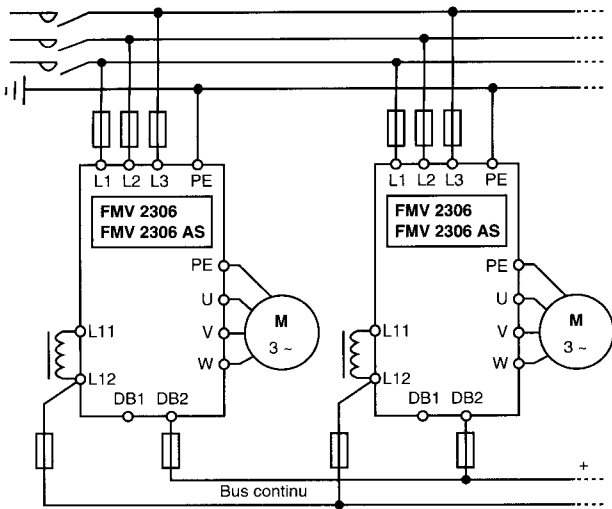 L1 L2 L3 PE
FMV 2306
FMV 2306 AS
PE
U
V
W
M
3 ~
L11
L12
DB1 DB2
L1 L2 L3 PE
FMV 2306
FMV 2306 AS
PE
U
V
W
M
3 ~
L11
L12
DB1 DB2
+
Bus continu